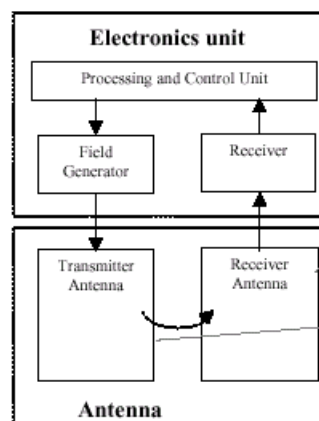 Electronics unit
Processing and Control Unit
Field
Generator
Receiver
Transmitter
Antenna
Receiver
Antenna
Antenna